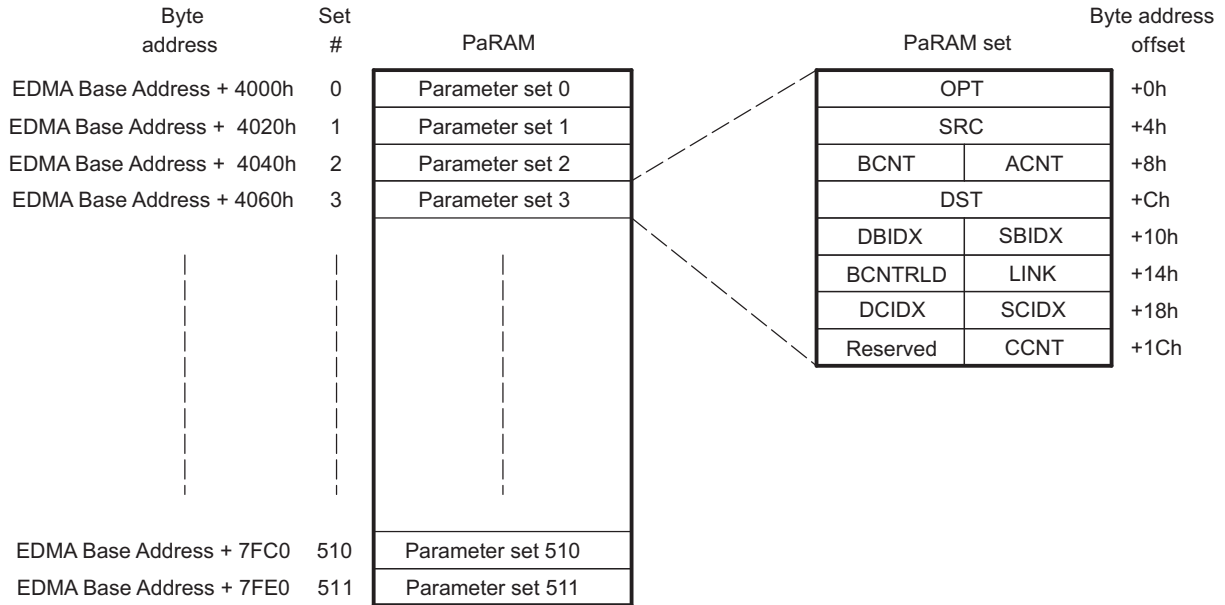 Byte address
Set #
PaRAM
PaRAM set
Byte address offset
EDMA Base Address + 4000h 0 Parameter set 0
EDMA Base Address + 4020h 1 Parameter set 1
EDMA Base Address + 4040h 2 Parameter set 2
EDMA Base Address + 4060h 3 Parameter set 3
EDMA Base Address + 7FC0 510 Parameter set 510
EDMA Base Address + 7FE0 511 Parameter set 511
OPT +0h
SRC +4h
BCNT ACNT +8h
DST +Ch
DBIDX SBIDX +10h
BCNTRLD LINK +14h
DCIDX SCIDX +18h
Reserved CCNT +1Ch